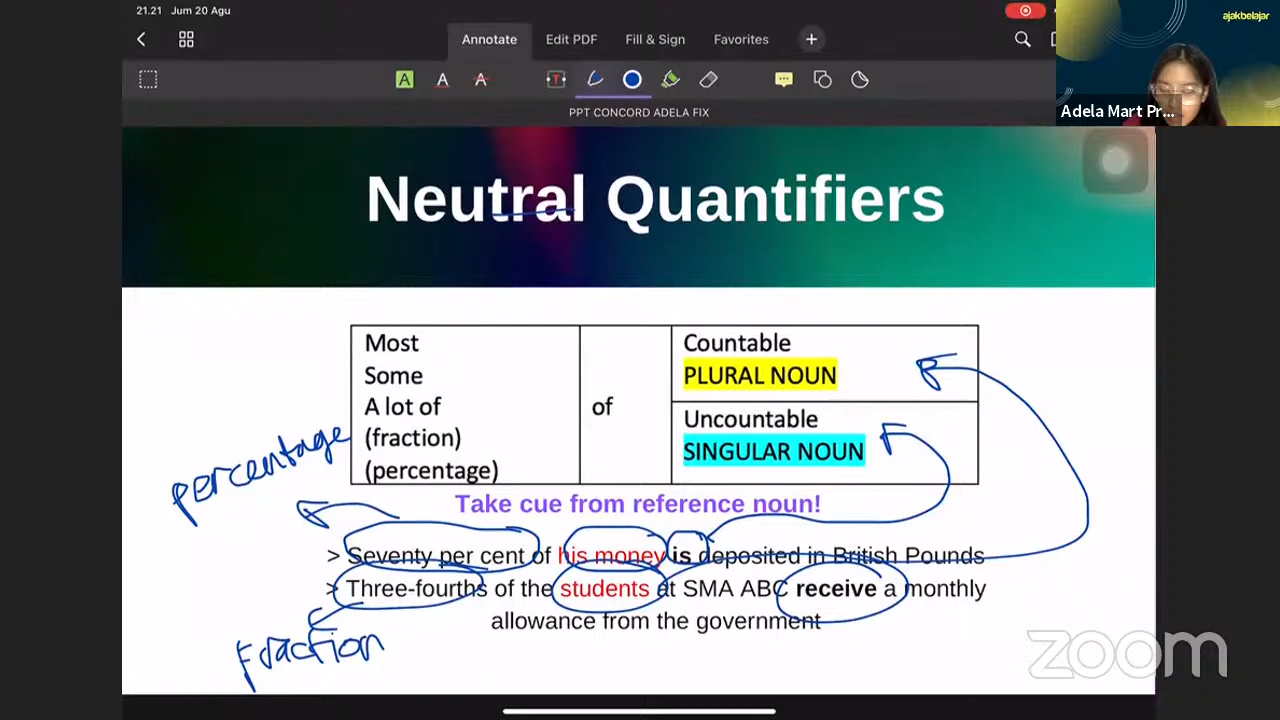 21.21 Jum 20 Agu
ajakbelajar
Annotate Edit PDF Fill & Sign Favorites
A A A T
PPT CONCORD ADELA FIX
Adela Mart Pr...
Neutral Quantifiers
Most
Some
A lot of
(fraction)
(percentage)
of
Countable
PLURAL NOUN
Uncountable
SINGULAR NOUN
percentage
Take cue from reference noun!
> Seventy per cent of his money is deposited in British Pounds
> Three-fourths of the students at SMA ABC receive a monthly
allowance from the government
Fraction
zoom